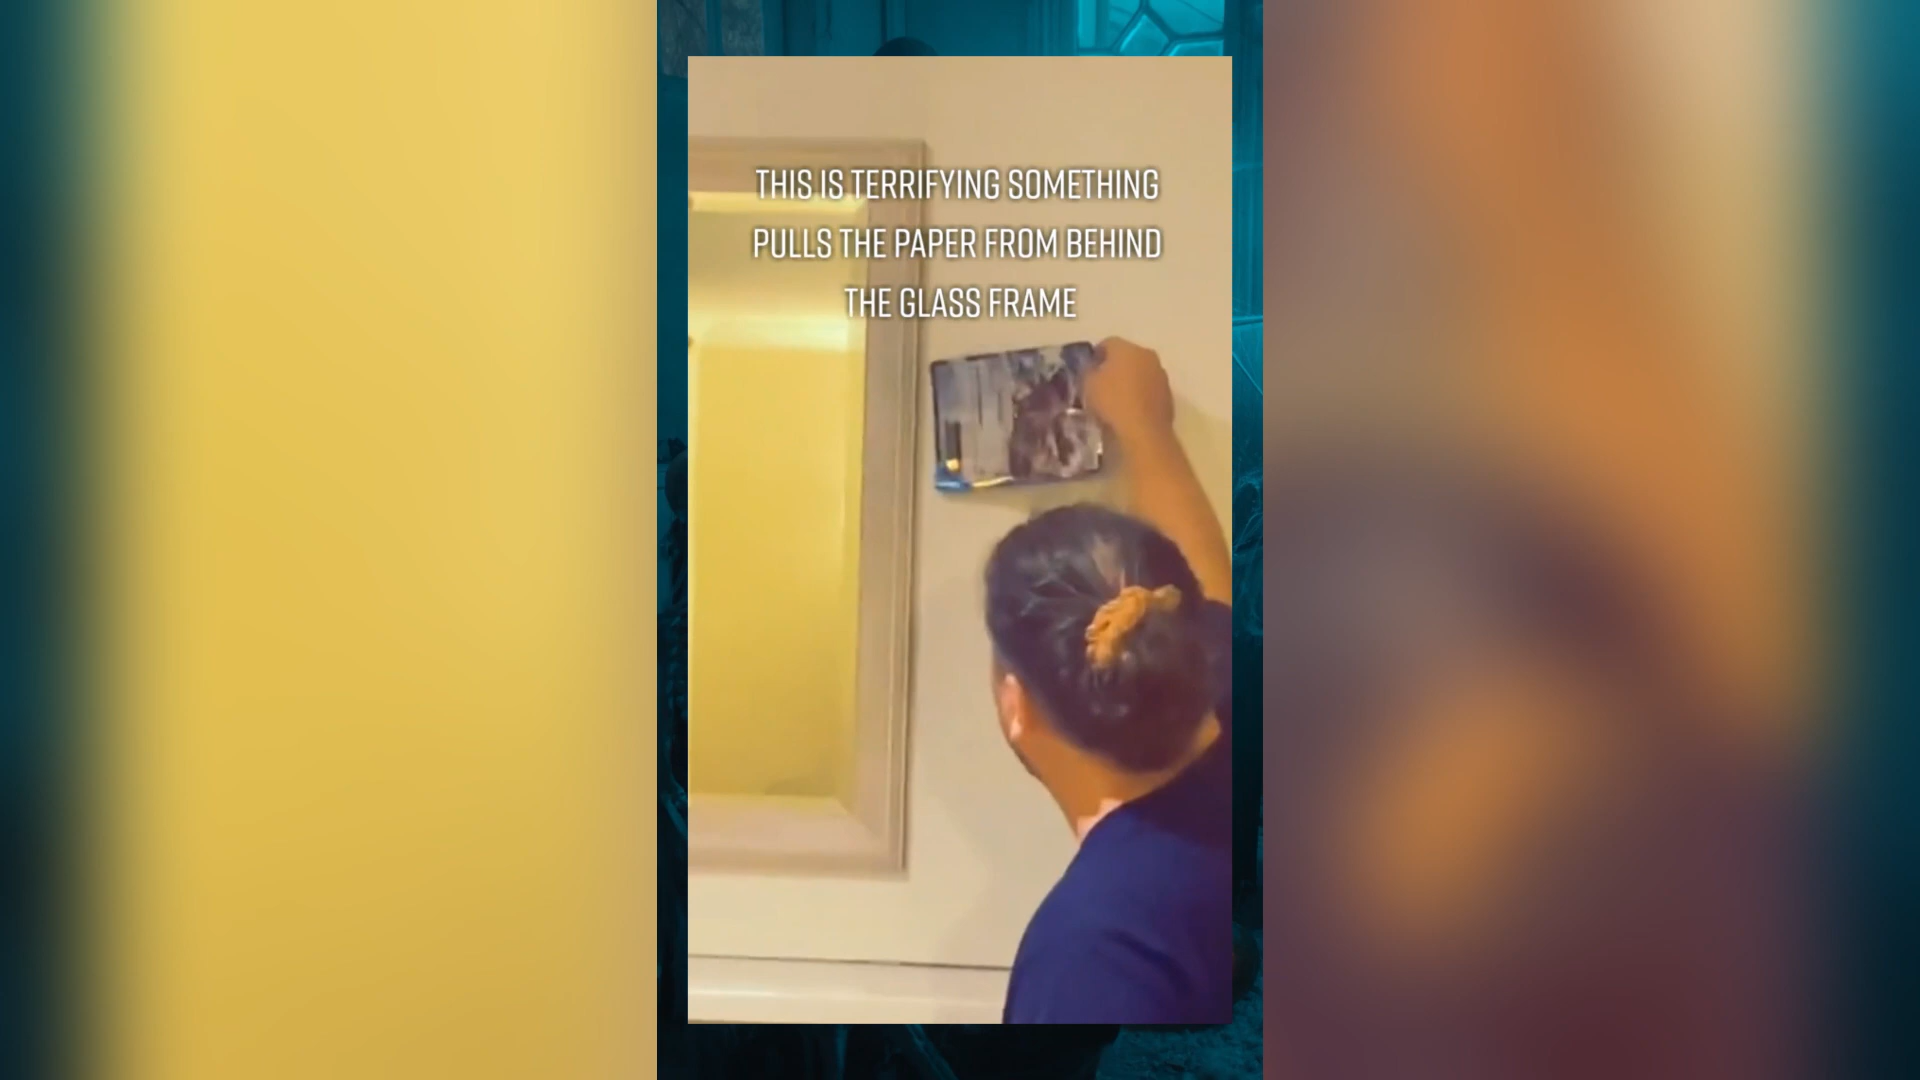 THIS IS TERRIFYING SOMETHING
PULLS THE PAPER FROM BEHIND
THE GLASS FRAME